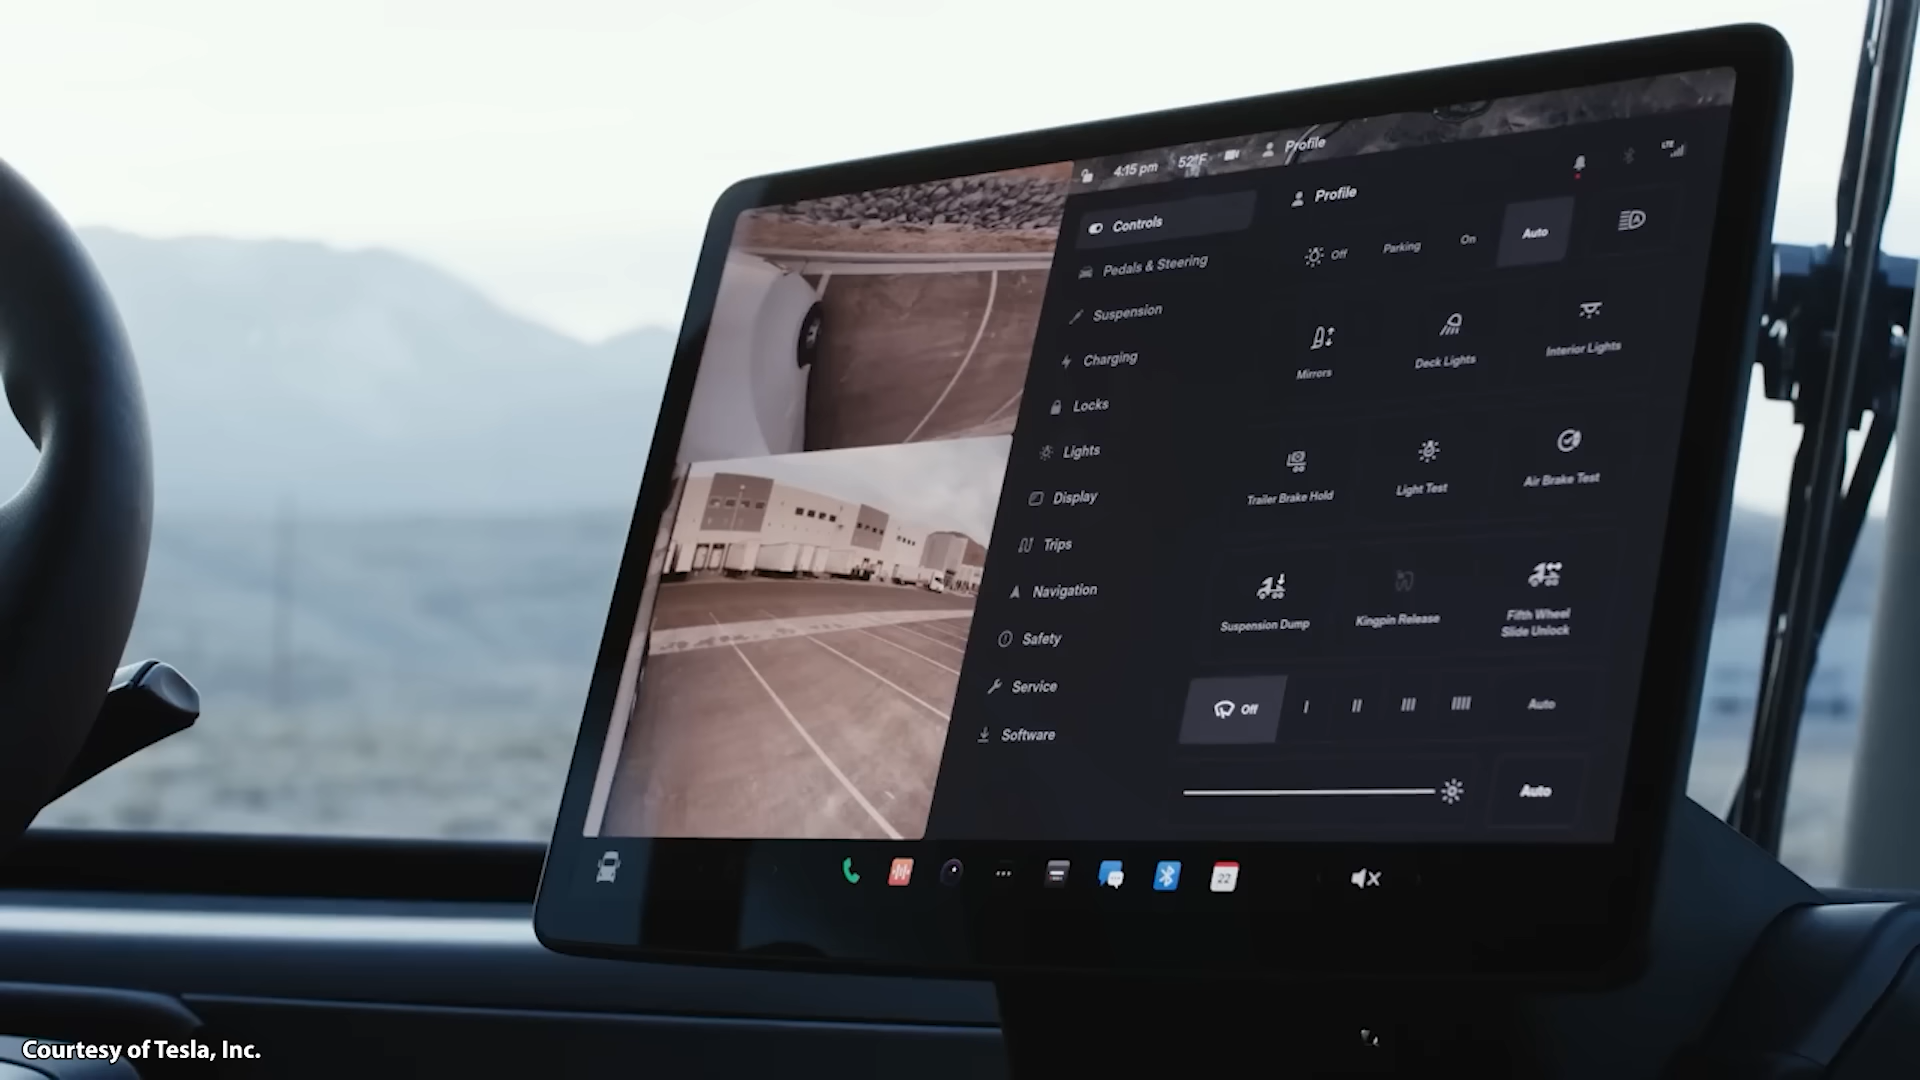 4:15 pm 52°F Profile
LTE
Controls
Pedals & Steering
Suspension
Charging
Locks
Lights
Display
Trips
Navigation
Safety
Service
Software
Profile
Off Parking On Auto
Mirrors Deck Lights Interior Lights
Trailer Brake Hold Light Test Air Brake Test
Suspension Dump Kingpin Release Fifth Wheel
Slide Unlock
Off I II III IIII Auto
Auto
22
Courtesy of Tesla, Inc.